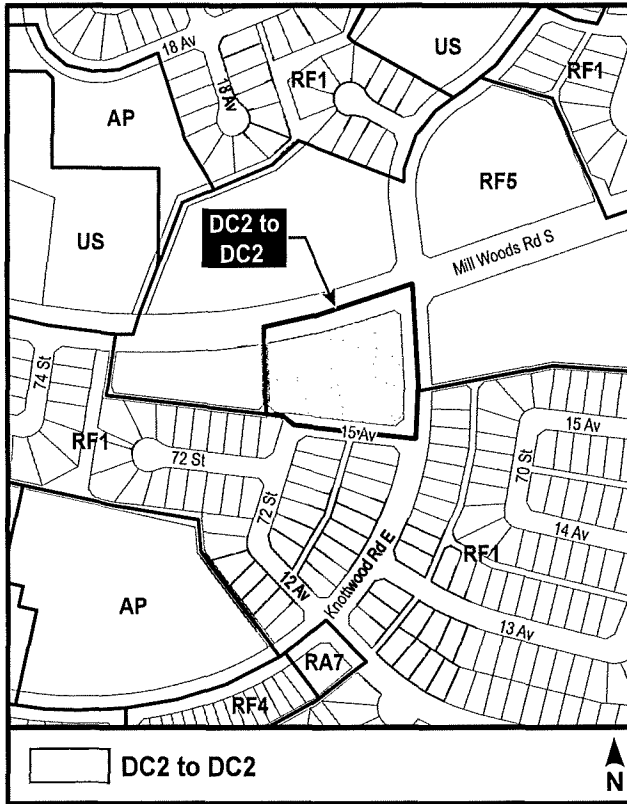 18 Av
18 Av
RF1
US
RF1
AP
RF5
US
DC2 to
DC2
Mill Woods Rd S
74 St
RF1
72 St
15 Av
72 St
12 Av
Knottwood Rd E
70 St
15 Av
14 Av
RF1
13 Av
AP
RA7
RF4
DC2 to DC2
N